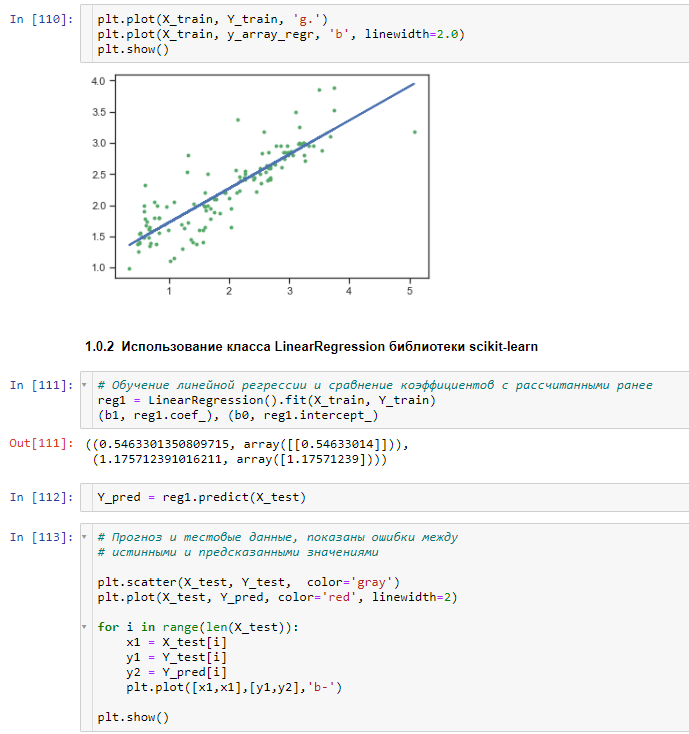 In [110]: plt.plot(X_train, Y_train, 'g.')
plt.plot(X_train, y_array_regr, 'b', linewidth=2.0)
plt.show()
4.0
3.5
3.0
2.5
2.0
1.5
1.0
1 2 3 4 5
1.0.2 Использование класса LinearRegression библиотеки scikit-learn
In [111]: # Обучение линейной регрессии и сравнение коэффициентов с рассчитанными ранее
reg1 = LinearRegression().fit(X_train, Y_train)
(b1, reg1.coef_), (b0, reg1.intercept_)
Out[111]: ((0.5463301350809715, array([[0.54633014]])),
(1.175712391016211, array([1.17571239])))
In [112]: Y_pred = reg1.predict(X_test)
In [113]: # Прогноз и тестовые данные, показаны ошибки между
# истинными и предсказанными значениями
plt.scatter(X_test, Y_test,  color='gray')
plt.plot(X_test, Y_pred, color='red', linewidth=2)
for i in range(len(X_test)):
x1 = X_test[i]
y1 = Y_test[i]
y2 = Y_pred[i]
plt.plot([x1,x1],[y1,y2],'b-')
plt.show()